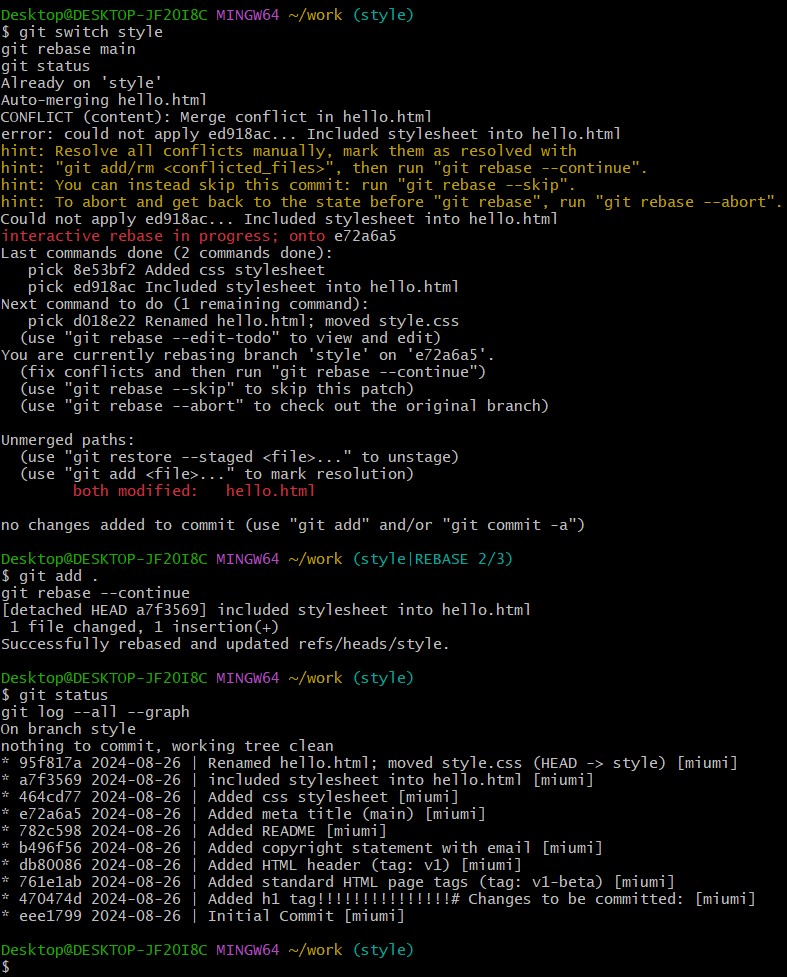 Desktop@DESKTOP-JF2OI8C MINGW64 ~/work (style)
$ git switch style
git rebase main
git status
Already on 'style'
Auto-merging hello.html
CONFLICT (content): Merge conflict in hello.html
error: could not apply ed918ac... Included stylesheet into hello.html
hint: Resolve all conflicts manually, mark them as resolved with
hint: "git add/rm <conflicted_files>", then run "git rebase --continue".
hint: You can instead skip this commit: run "git rebase --skip".
hint: To abort and get back to the state before "git rebase", run "git rebase --abort".
Could not apply ed918ac... Included stylesheet into hello.html
interactive rebase in progress; onto e72a6a5
Last commands done (2 commands done):
   pick 8e53bf2 Added css stylesheet
   pick ed918ac Included stylesheet into hello.html
Next command to do (1 remaining command):
   pick d018e22 Renamed hello.html; moved style.css
  (use "git rebase --edit-todo" to view and edit)
You are currently rebasing branch 'style' on 'e72a6a5'.
  (fix conflicts and then run "git rebase --continue")
  (use "git rebase --skip" to skip this patch)
  (use "git rebase --abort" to check out the original branch)

Unmerged paths:
  (use "git restore --staged <file>..." to unstage)
  (use "git add <file>..." to mark resolution)
        both modified:   hello.html

no changes added to commit (use "git add" and/or "git commit -a")

Desktop@DESKTOP-JF2OI8C MINGW64 ~/work (style|REBASE 2/3)
$ git add .
git rebase --continue
[detached HEAD a7f3569] included stylesheet into hello.html
 1 file changed, 1 insertion(+)
Successfully rebased and updated refs/heads/style.

Desktop@DESKTOP-JF2OI8C MINGW64 ~/work (style)
$ git status
git log --all --graph
On branch style
nothing to commit, working tree clean
* 95f817a 2024-08-26 | Renamed hello.html; moved style.css (HEAD -> style) [miumi]
* a7f3569 2024-08-26 | included stylesheet into hello.html [miumi]
* 464cd77 2024-08-26 | Added css stylesheet [miumi]
* e72a6a5 2024-08-26 | Added meta title (main) [miumi]
* 782c598 2024-08-26 | Added README [miumi]
* b496f56 2024-08-26 | Added copyright statement with email [miumi]
* db80086 2024-08-26 | Added HTML header (tag: v1) [miumi]
* 761e1ab 2024-08-26 | Added standard HTML page tags (tag: v1-beta) [miumi]
* 470474d 2024-08-26 | Added h1 tag!!!!!!!!!!!!!!!# Changes to be committed: [miumi]
* eee1799 2024-08-26 | Initial Commit [miumi]

Desktop@DESKTOP-JF2OI8C MINGW64 ~/work (style)
$